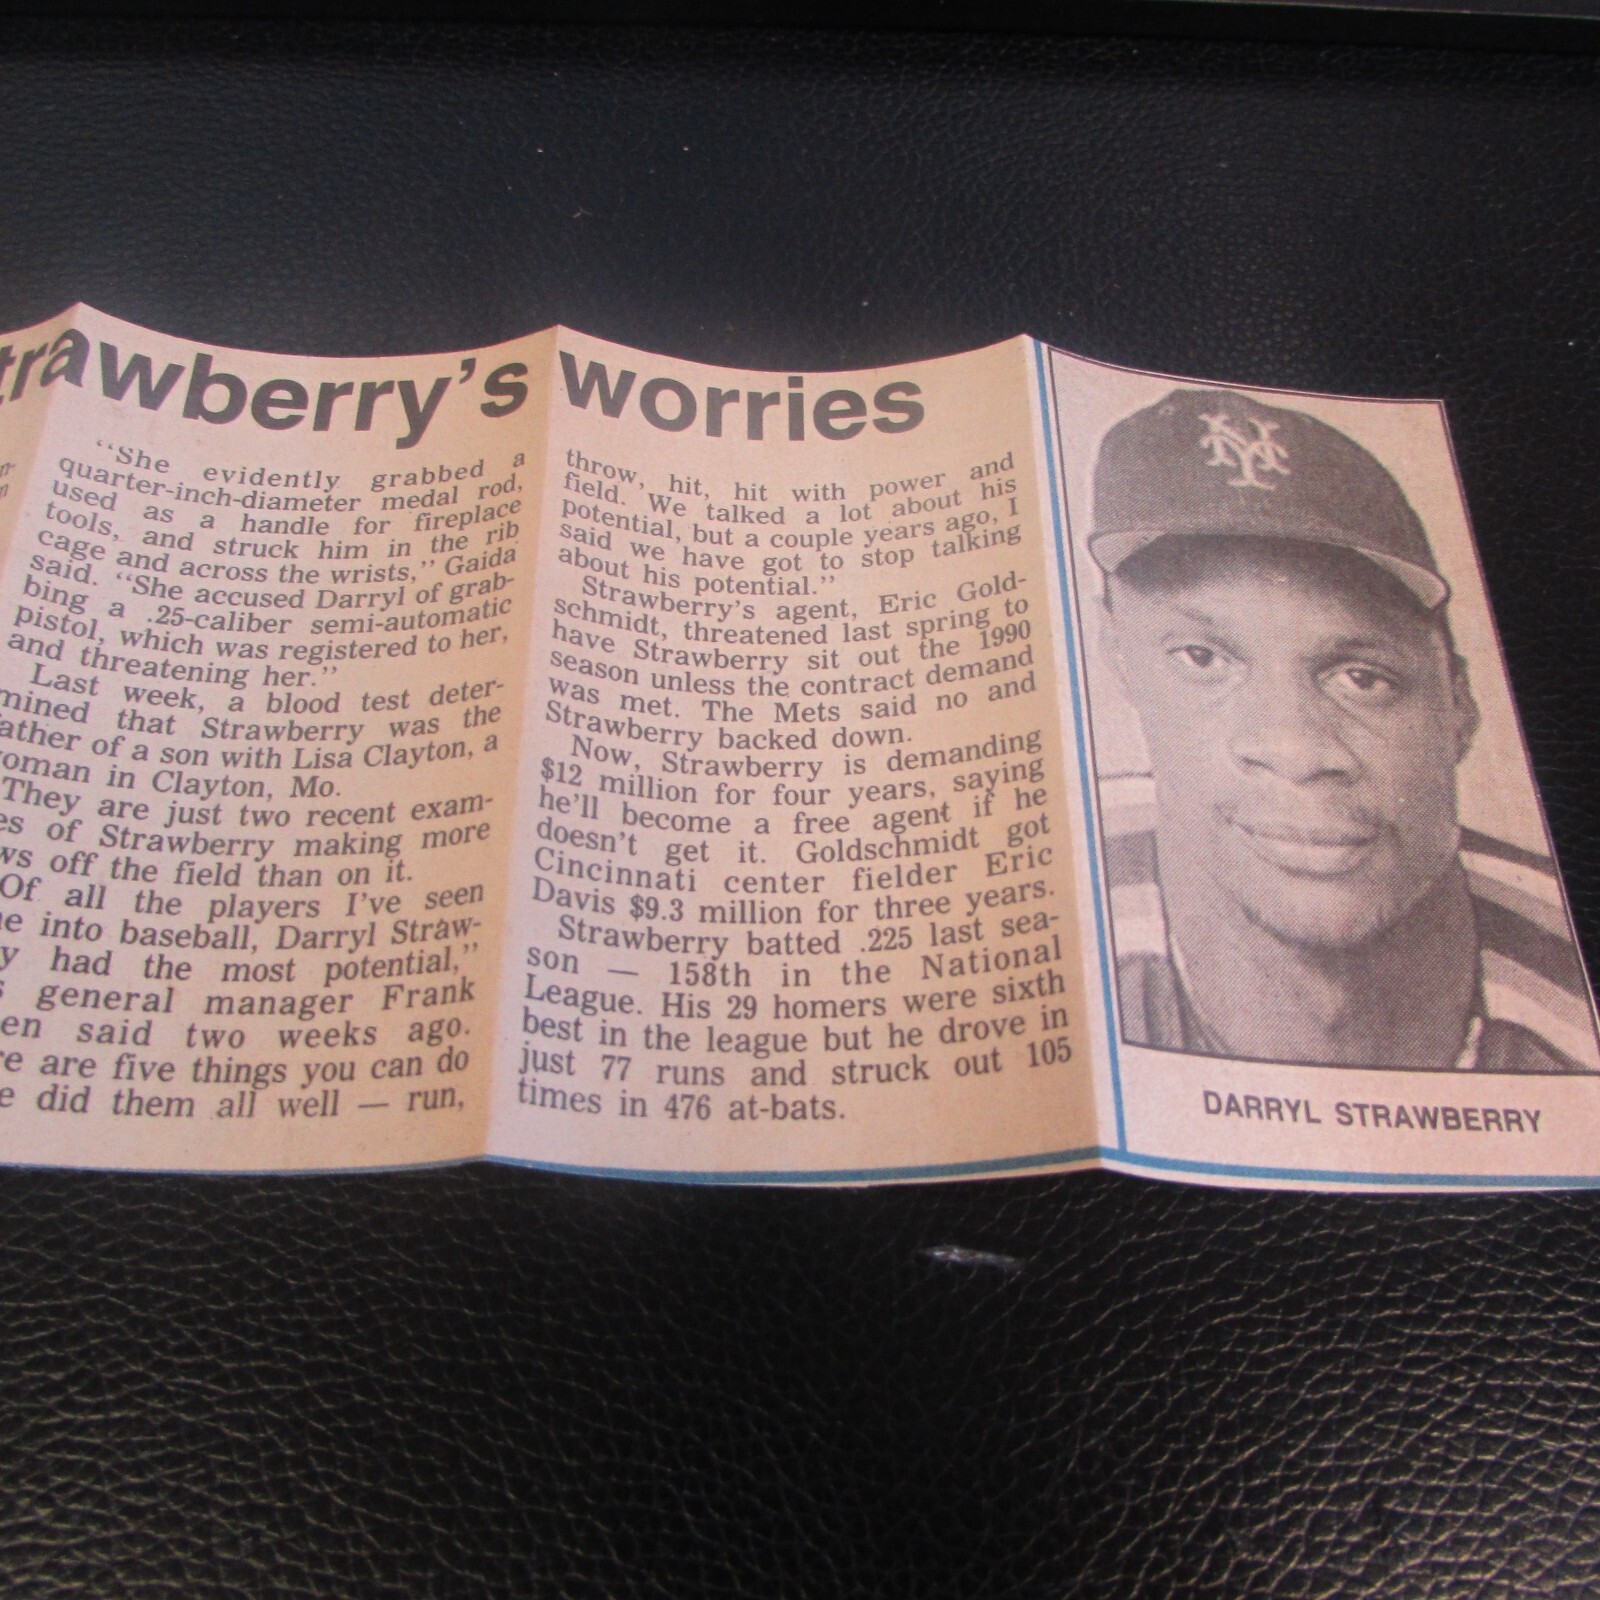 trawberry's worries
"She evidently grabbed a
quarter-inch-diameter medal rod,
used as a handle for fireplace
tools, and struck him in the rib
cage and across the wrists," Gaida
said. "She accused Darryl of grab-
bing a .25-caliber semi-automatic
pistol, which was registered to her,
and threatening her."
Last week, a blood test deter-
mined that Strawberry was the
ather of a son with Lisa Clayton, a
oman in Clayton, Mo.
They are just two recent exam-
es of Strawberry making more
ws off the field than on it.
Of all the players I've seen
e into baseball, Darryl Straw-
y had the most potential,"
s general manager Frank
en said two weeks ago.
re are five things you can do
e did them all well — run,
throw, hit, hit with power and
field. We talked a lot about his
potential, but a couple years ago, I
said we have got to stop talking
about his potential."
Strawberry's agent, Eric Gold-
schmidt, threatened last spring to
have Strawberry sit out the 1990
season unless the contract demand
was met. The Mets said no and
Strawberry backed down.
Now, Strawberry is demanding
$12 million for four years, saying
he'll become a free agent if he
doesn't get it. Goldschmidt got
Cincinnati center fielder Eric
Davis $9.3 million for three years.
Strawberry batted .225 last sea-
son — 158th in the National
League. His 29 homers were sixth
best in the league but he drove in
just 77 runs and struck out 105
times in 476 at-bats.
NY
DARRYL STRAWBERRY